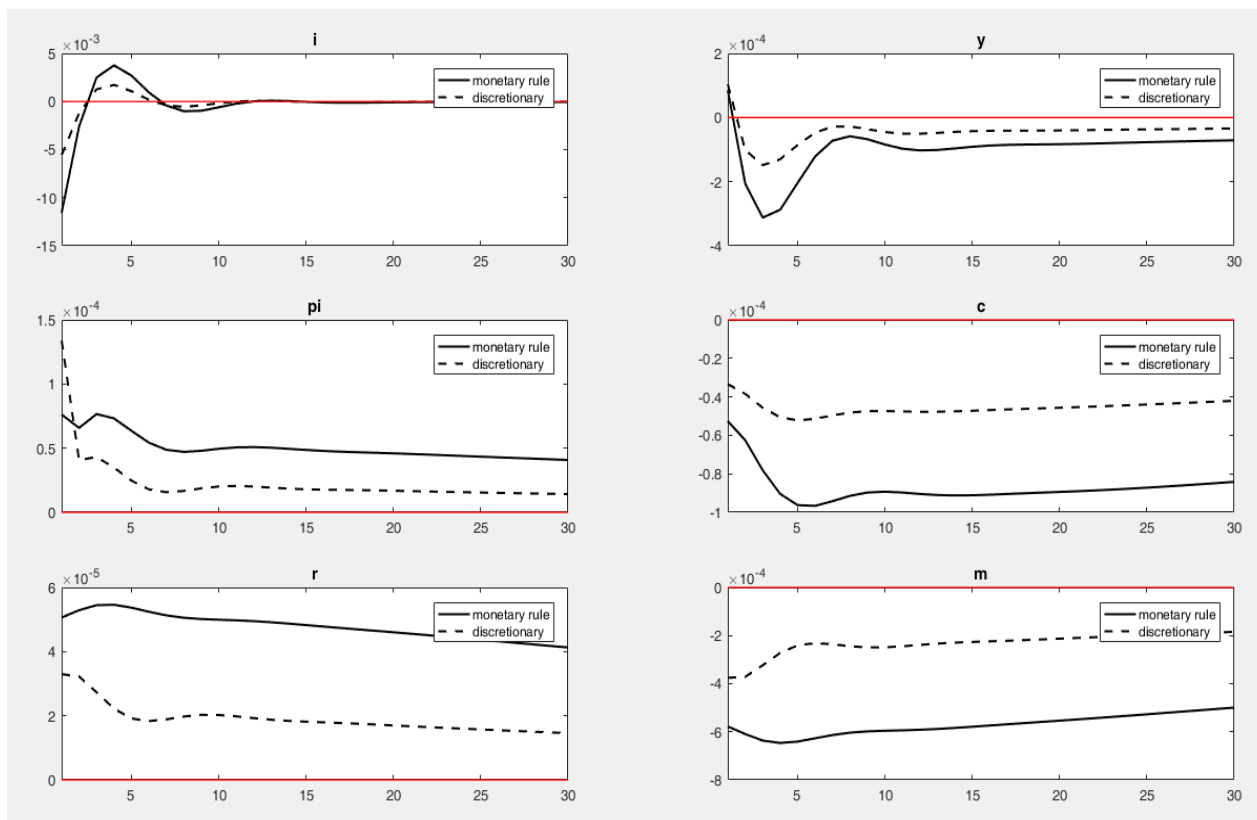 i
×10⁻³
5
0
-5
-10
-15
5 10 15 20 25 30
monetary rule
discretionary
y
×10⁻⁴
2
0
-2
-4
5 10 15 20 25 30
monetary rule
discretionary
pi
×10⁻⁴
1.5
1
0.5
0
5 10 15 20 25 30
monetary rule
discretionary
c
×10⁻⁴
0
-0.2
-0.4
-0.6
-0.8
-1
5 10 15 20 25 30
monetary rule
discretionary
r
×10⁻⁵
6
4
2
0
5 10 15 20 25 30
monetary rule
discretionary
m
×10⁻⁴
0
-2
-4
-6
-8
5 10 15 20 25 30
monetary rule
discretionary